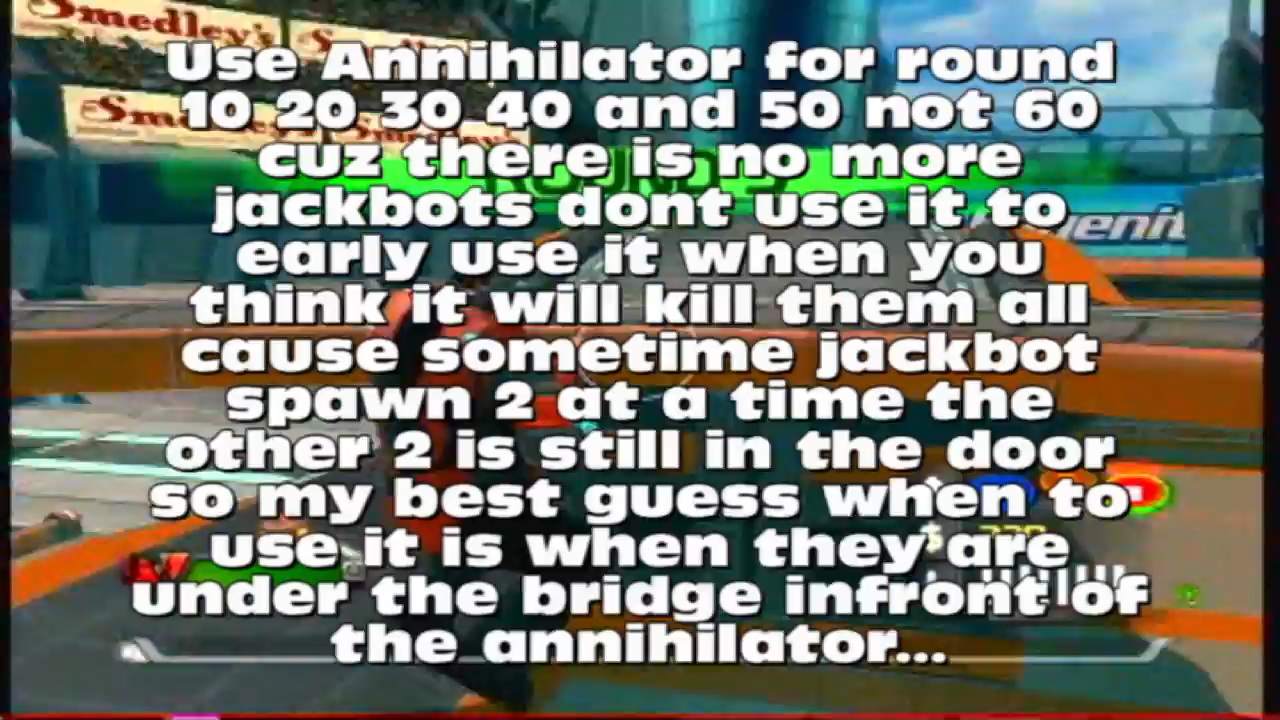 Smedley's
Use Annihilator for round
10 20 30 40 and 50 not 60
cuz there is no more
jackbots dont use it to
early use it when you
think it will kill them all
cause sometime jackbot
spawn 2 at a time the
other 2 is still in the door
so my best guess when to
use it is when they are
under the bridge infront of
the annihilator...